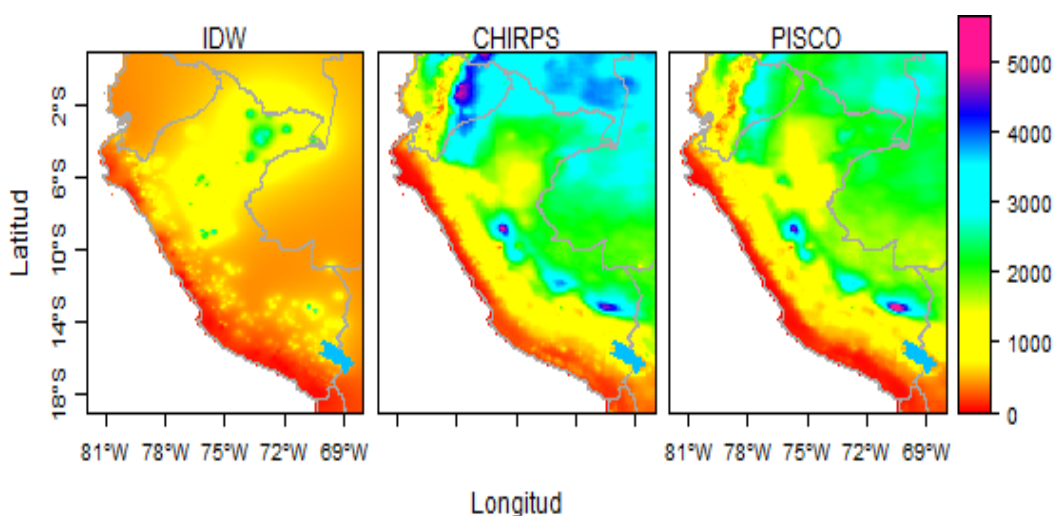 IDW CHIRPS PISCO
5000
4000
3000
2000
1000
0
Latitud
2°S
6°S
10°S
14°S
18°S
81°W 78°W 75°W 72°W 69°W 81°W 78°W 75°W 72°W 69°W
Longitud